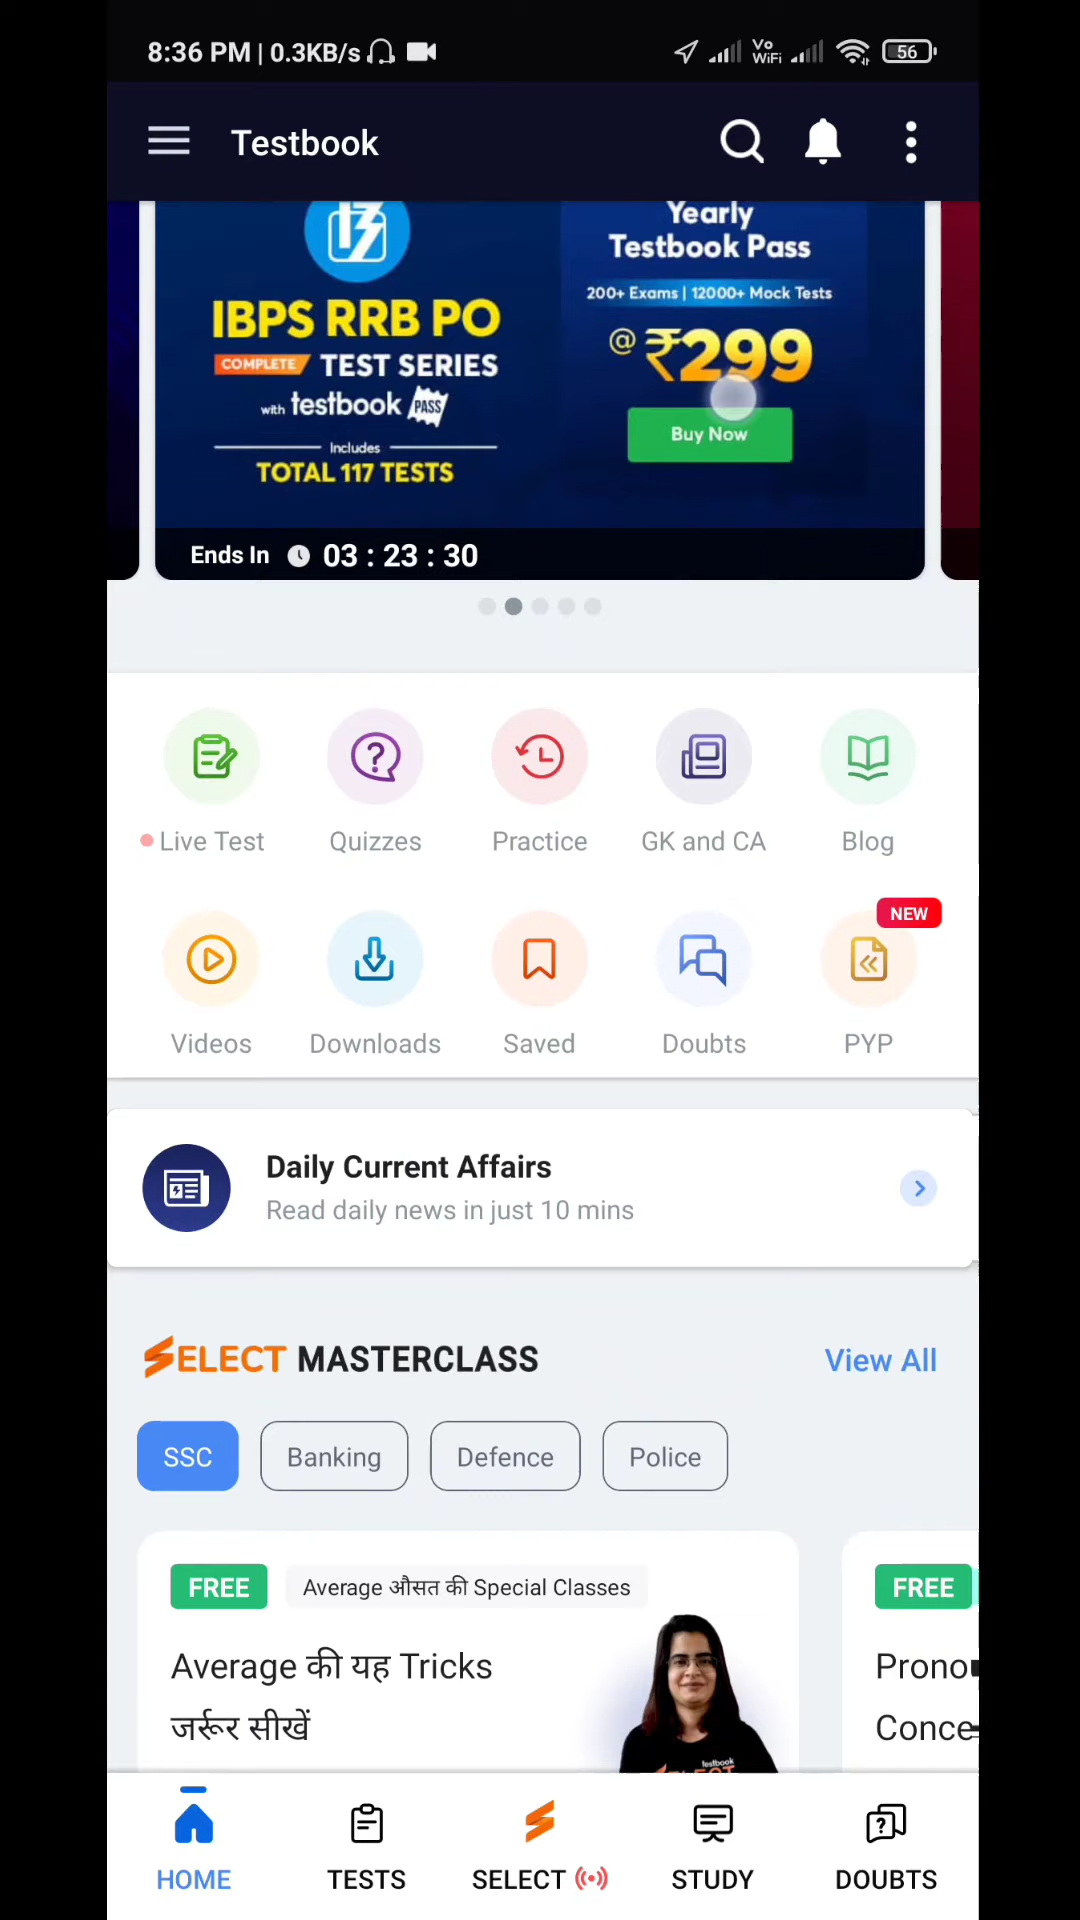 8:36 PM | 0.3KB/s
Vo WiFi
56
Testbook
IBPS RRB PO
COMPLETE TEST SERIES
with testbook PASS
Includes
TOTAL 117 TESTS
Yearly
Testbook Pass
200+ Exams | 12000+ Mock Tests
@ ₹299
Buy Now
Ends In 03 : 23 : 30
Live Test
Quizzes
Practice
GK and CA
Blog
NEW
Videos
Downloads
Saved
Doubts
PYP
Daily Current Affairs
Read daily news in just 10 mins
SELECT MASTERCLASS
View All
SSC
Banking
Defence
Police
FREE
Average औसत की Special Classes
Average की यह Tricks
जर्रूर सीखें
testbook
SELECT
FREE
Prono
Conce
HOME
TESTS
SELECT
STUDY
DOUBTS